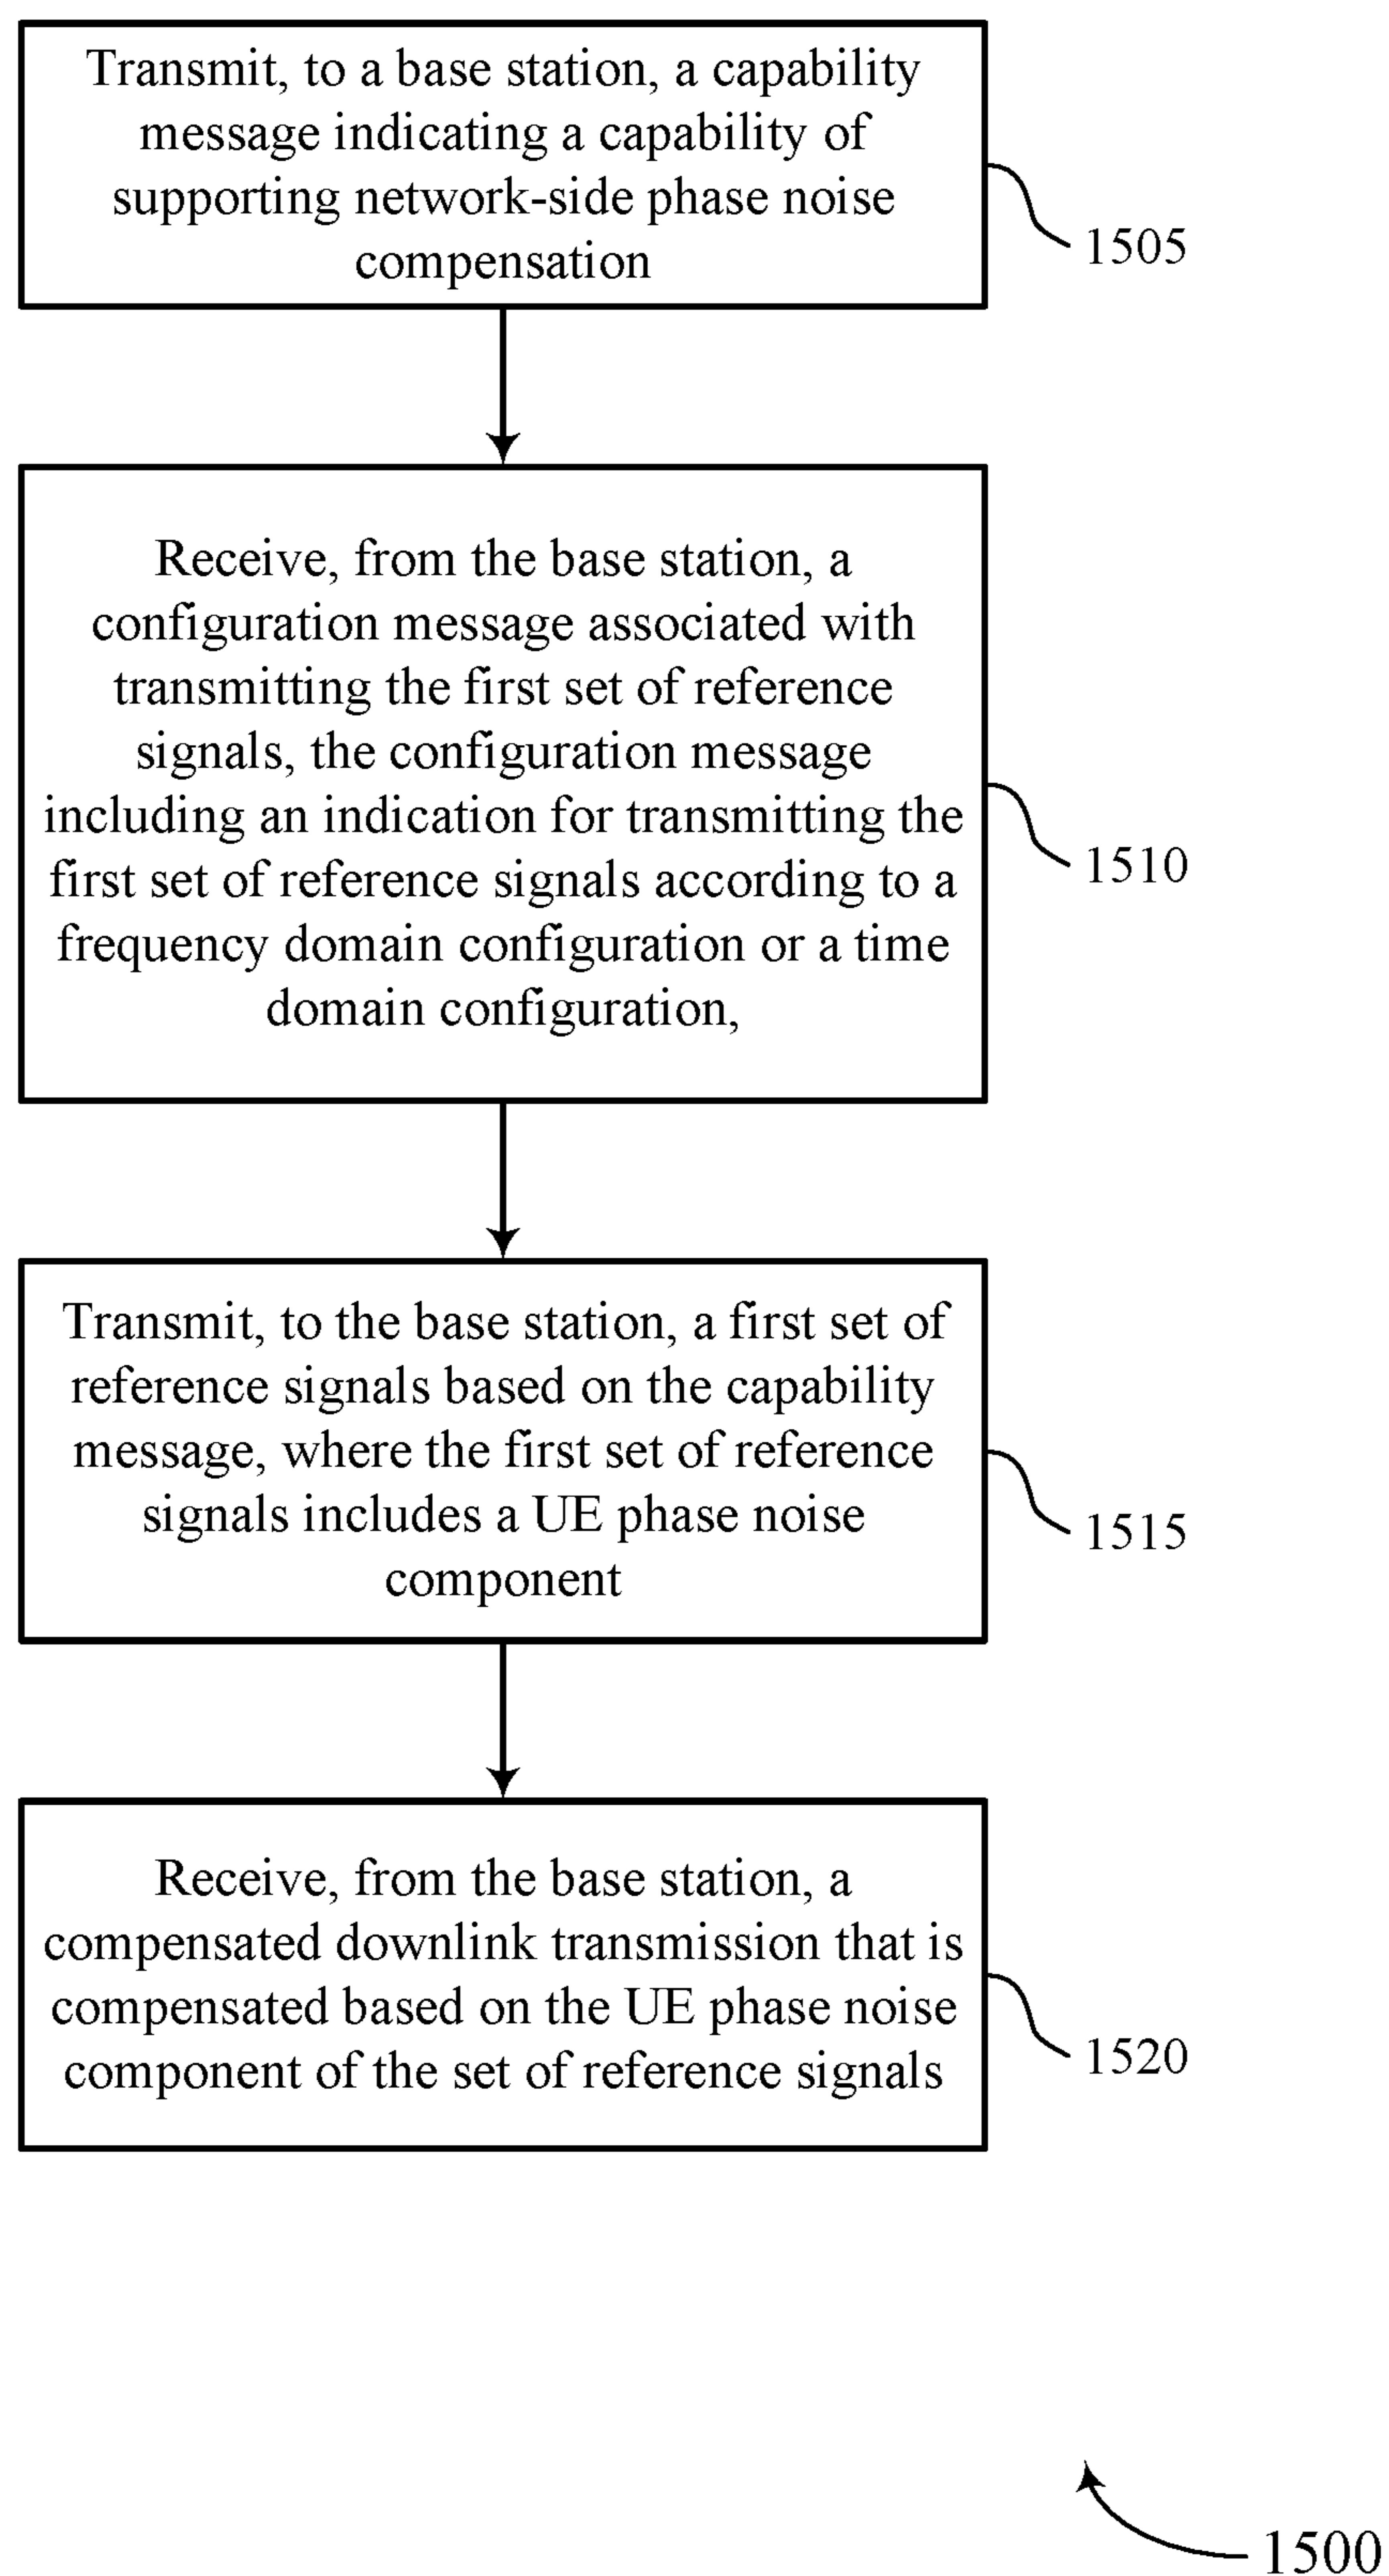 Transmit, to a base station, a capability
message indicating a capability of
supporting network-side phase noise
compensation
1505
Receive, from the base station, a
configuration message associated with
transmitting the first set of reference
signals, the configuration message
including an indication for transmitting the
first set of reference signals according to a
frequency domain configuration or a time
domain configuration,
1510
Transmit, to the base station, a first set of
reference signals based on the capability
message, where the first set of reference
signals includes a UE phase noise
component
1515
Receive, from the base station, a
compensated downlink transmission that is
compensated based on the UE phase noise
component of the set of reference signals
1520
1500